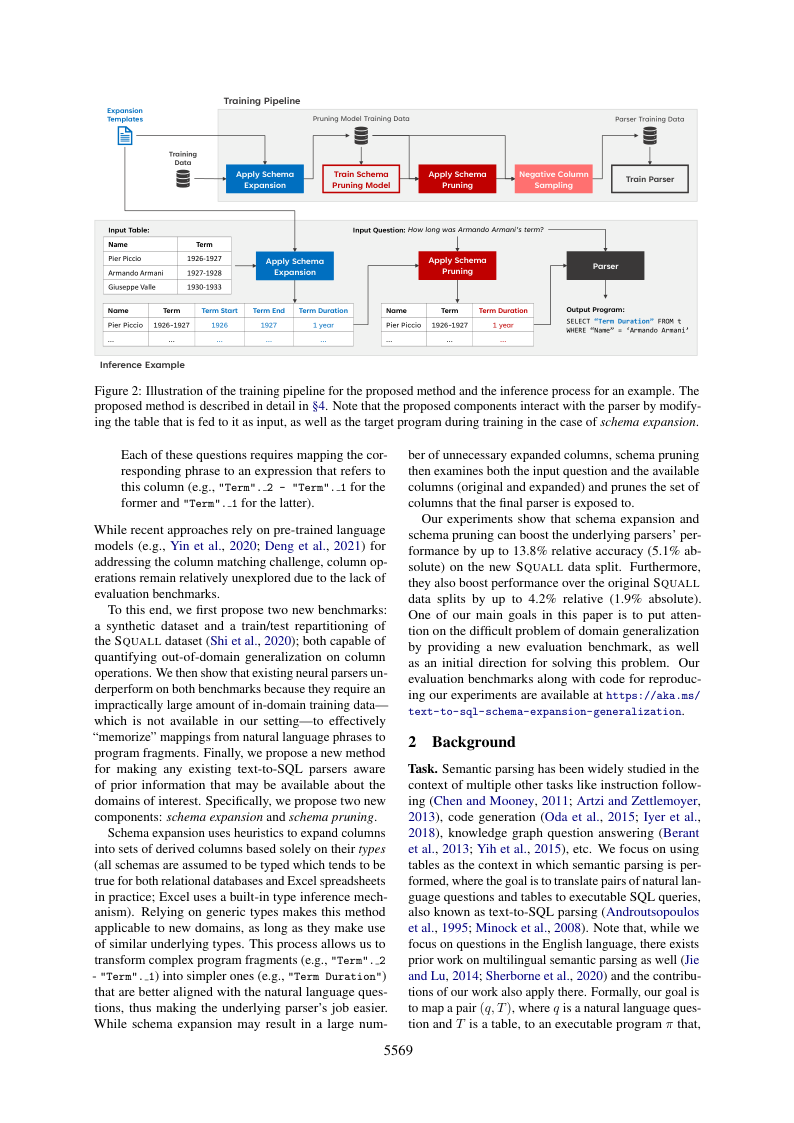 Training Pipeline
Expansion
Templates
Pruning Model Training Data
Parser Training Data
Training
Data
Apply Schema
Expansion
Train Schema
Pruning Model
Apply Schema
Pruning
Negative Column
Sampling
Train Parser
Input Table:
Name Term
Pier Piccio 1926-1927
Armando Armani 1927-1928
Giuseppe Valle 1930-1933
Apply Schema
Expansion
Input Question: How long was Armando Armani's term?
Apply Schema
Pruning
Parser
Name Term Term Start Term End Term Duration
Pier Piccio 1926-1927 1926 1927 1 year
... ... ... ... ...
Name Term Term Duration
Pier Piccio 1926-1927 1 year
... ... ...
Output Program:
SELECT “Term Duration” FROM t
WHERE “Name” = ‘Armando Armani’
Inference Example
Figure 2: Illustration of the training pipeline for the proposed method and the inference process for an example. The
proposed method is described in detail in §4. Note that the proposed components interact with the parser by modify-
ing the table that is fed to it as input, as well as the target program during training in the case of schema expansion.
Each of these questions requires mapping the cor-
responding phrase to an expression that refers to
this column (e.g., "Term"._2 - "Term"._1 for the
former and "Term"._1 for the latter).
While recent approaches rely on pre-trained language
models (e.g., Yin et al., 2020; Deng et al., 2021) for
addressing the column matching challenge, column op-
erations remain relatively unexplored due to the lack of
evaluation benchmarks.
To this end, we first propose two new benchmarks:
a synthetic dataset and a train/test repartitioning of
the SQUALL dataset (Shi et al., 2020); both capable of
quantifying out-of-domain generalization on column
operations. We then show that existing neural parsers un-
derperform on both benchmarks because they require an
impractically large amount of in-domain training data—
which is not available in our setting—to effectively
“memorize” mappings from natural language phrases to
program fragments. Finally, we propose a new method
for making any existing text-to-SQL parsers aware
of prior information that may be available about the
domains of interest. Specifically, we propose two new
components: schema expansion and schema pruning.
Schema expansion uses heuristics to expand columns
into sets of derived columns based solely on their types
(all schemas are assumed to be typed which tends to be
true for both relational databases and Excel spreadsheets
in practice; Excel uses a built-in type inference mech-
anism). Relying on generic types makes this method
applicable to new domains, as long as they make use
of similar underlying types. This process allows us to
transform complex program fragments (e.g., "Term"._2
- "Term"._1) into simpler ones (e.g., "Term Duration")
that are better aligned with the natural language ques-
tions, thus making the underlying parser's job easier.
While schema expansion may result in a large num-
ber of unnecessary expanded columns, schema pruning
then examines both the input question and the available
columns (original and expanded) and prunes the set of
columns that the final parser is exposed to.
Our experiments show that schema expansion and
schema pruning can boost the underlying parsers' per-
formance by up to 13.8% relative accuracy (5.1% ab-
solute) on the new SQUALL data split. Furthermore,
they also boost performance over the original SQUALL
data splits by up to 4.2% relative (1.9% absolute).
One of our main goals in this paper is to put atten-
tion on the difficult problem of domain generalization
by providing a new evaluation benchmark, as well
as an initial direction for solving this problem. Our
evaluation benchmarks along with code for reproduc-
ing our experiments are available at https://aka.ms/
text-to-sql-schema-expansion-generalization.
2 Background
Task. Semantic parsing has been widely studied in the
context of multiple other tasks like instruction follow-
ing (Chen and Mooney, 2011; Artzi and Zettlemoyer,
2013), code generation (Oda et al., 2015; Iyer et al.,
2018), knowledge graph question answering (Berant
et al., 2013; Yih et al., 2015), etc. We focus on using
tables as the context in which semantic parsing is per-
formed, where the goal is to translate pairs of natural lan-
guage questions and tables to executable SQL queries,
also known as text-to-SQL parsing (Androutsopoulos
et al., 1995; Minock et al., 2008). Note that, while we
focus on questions in the English language, there exists
prior work on multilingual semantic parsing as well (Jie
and Lu, 2014; Sherborne et al., 2020) and the contribu-
tions of our work also apply there. Formally, our goal is
to map a pair (q, T), where q is a natural language ques-
tion and T is a table, to an executable program π that,
5569